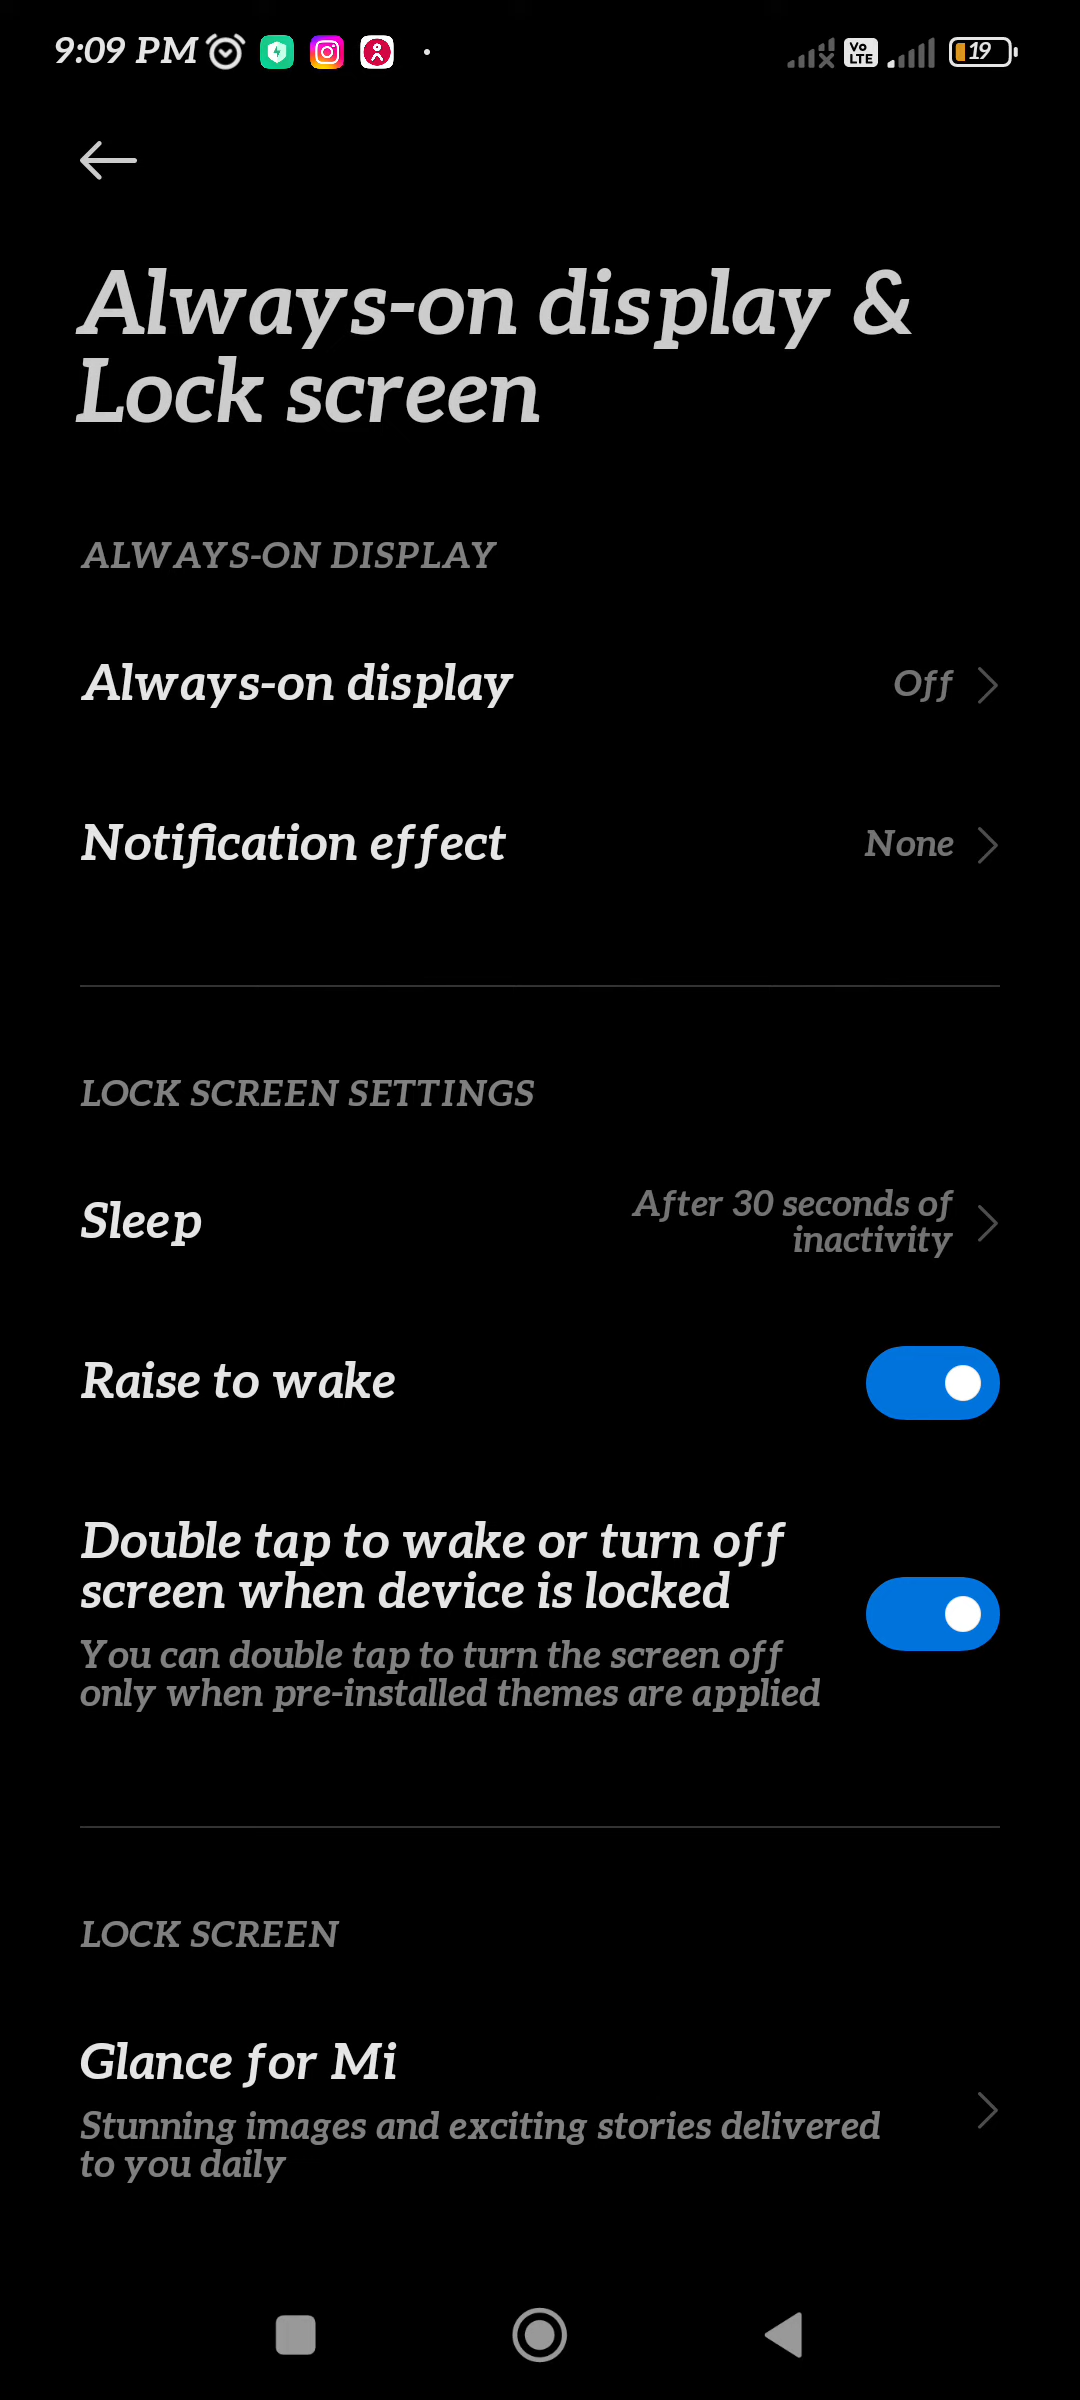 9:09 PM
Vo LTE
19
Always-on display &
Lock screen
ALWAYS-ON DISPLAY
Always-on display
Off
Notification effect
None
LOCK SCREEN SETTINGS
Sleep
After 30 seconds of
inactivity
Raise to wake
Double tap to wake or turn off
screen when device is locked
You can double tap to turn the screen off
only when pre-installed themes are applied
LOCK SCREEN
Glance for Mi
Stunning images and exciting stories delivered
to you daily